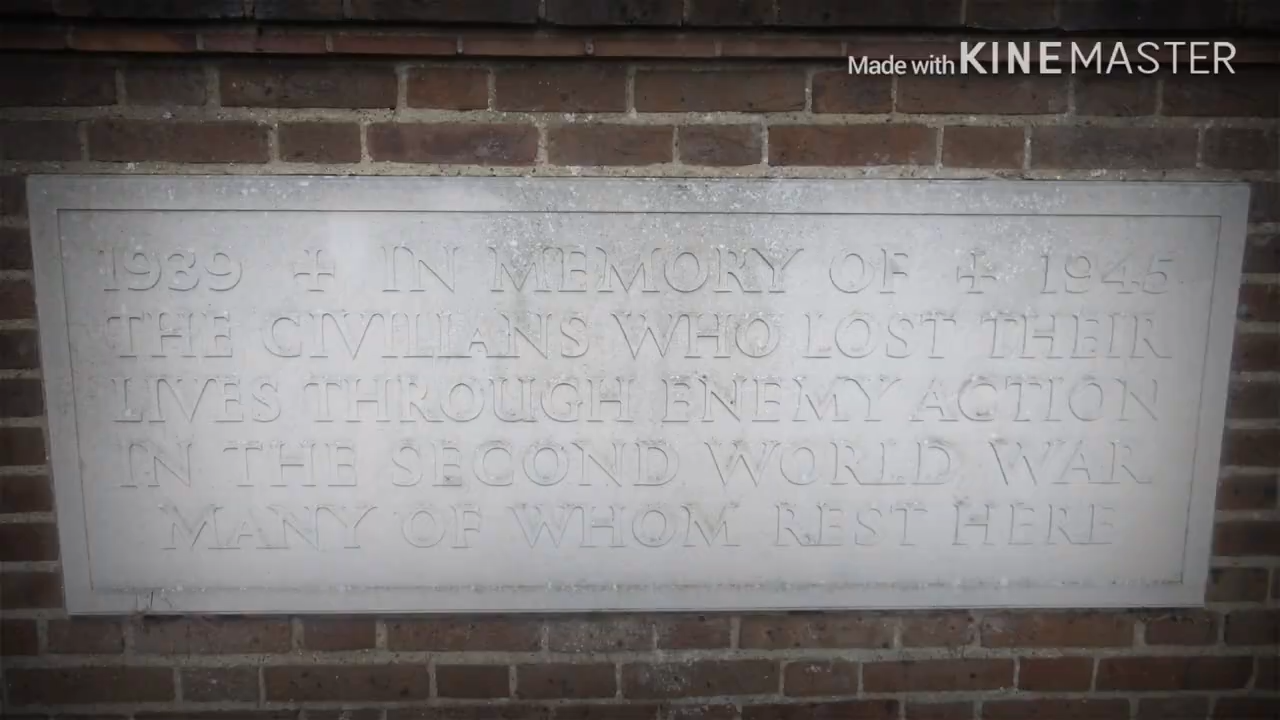 Made with KINEMASTER
1939 + IN MEMORY OF + 1945
THE CIVILIANS WHO LOST THEIR
LIVES THROUGH ENEMY ACTION
IN THE SECOND WORLD WAR
MANY OF WHOM REST HERE